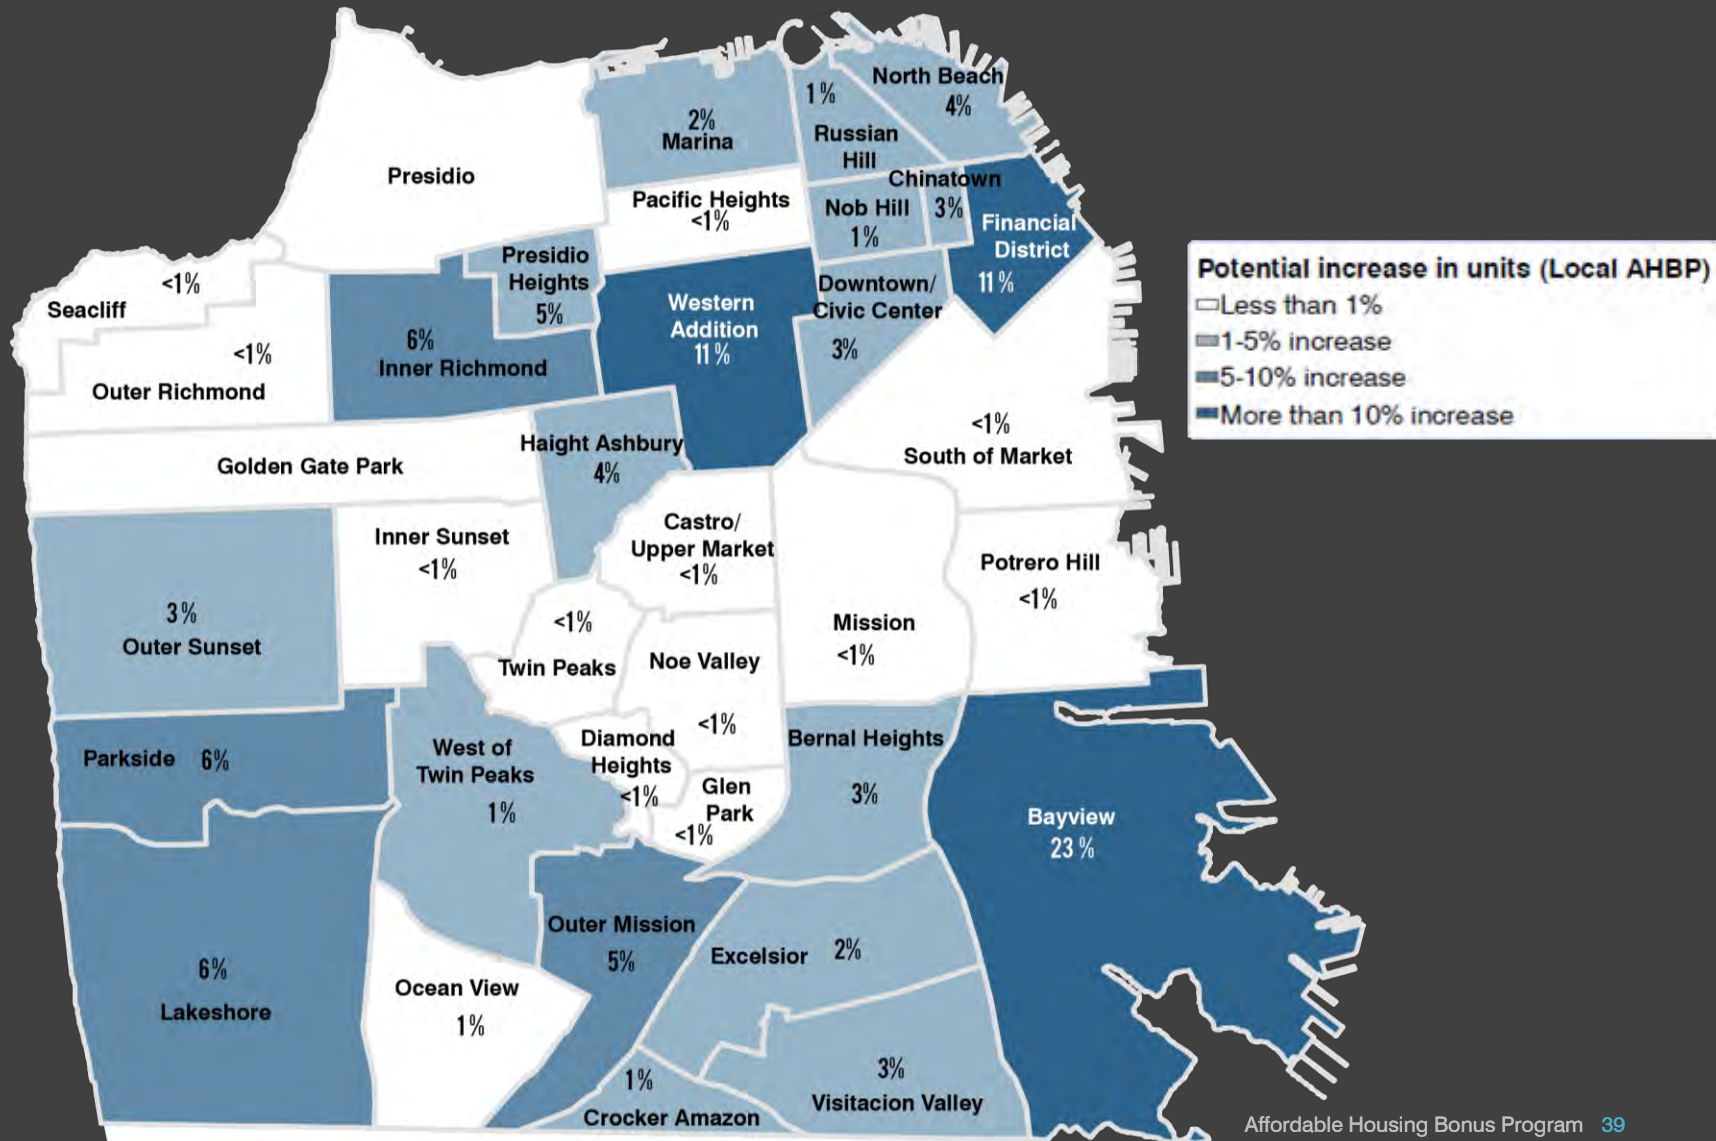 North Beach
4%
1%
Russian
Hill
2%
Marina
Presidio
Chinatown
3%
Pacific Heights
<1%
Nob Hill
1%
Financial
District
11%
Presidio
Heights
5%
Downtown/
Civic Center
3%
Western
Addition
11%
<1%
Seacliff
6%
Inner Richmond
<1%
Outer Richmond
Potential increase in units (Local AHBP)
Less than 1%
1-5% increase
5-10% increase
More than 10% increase
<1%
South of Market
Haight Ashbury
4%
Golden Gate Park
Inner Sunset
<1%
Castro/
Upper Market
<1%
Potrero Hill
<1%
3%
Outer Sunset
<1%
Twin Peaks
Noe Valley
<1%
Mission
<1%
Parkside 6%
West of
Twin Peaks
1%
Diamond
Heights
<1%
Glen
Park
<1%
Bernal Heights
3%
Bayview
23%
Outer Mission
5%
Excelsior 2%
6%
Lakeshore
Ocean View
1%
1%
Crocker Amazon
3%
Visitacion Valley
Affordable Housing Bonus Program 39